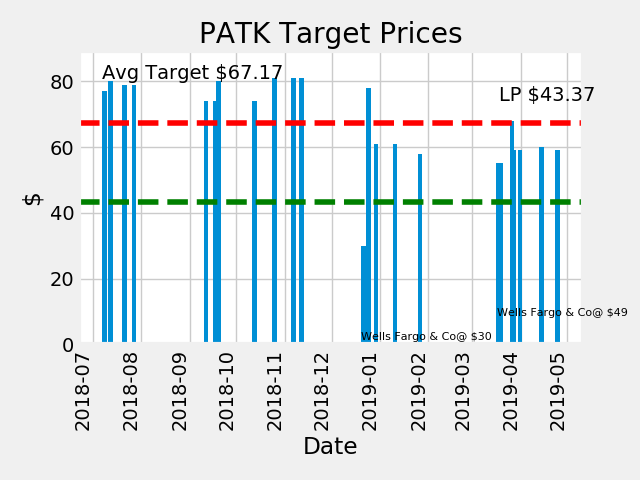 PATK Target Prices
Avg Target $67.17
LP $43.37
80
60
40
20
0
$
Wells Fargo & Co@ $49
Wells Fargo & Co@ $30
2018-07
2018-08
2018-09
2018-10
2018-11
2018-12
2019-01
2019-02
2019-03
2019-04
2019-05
Date